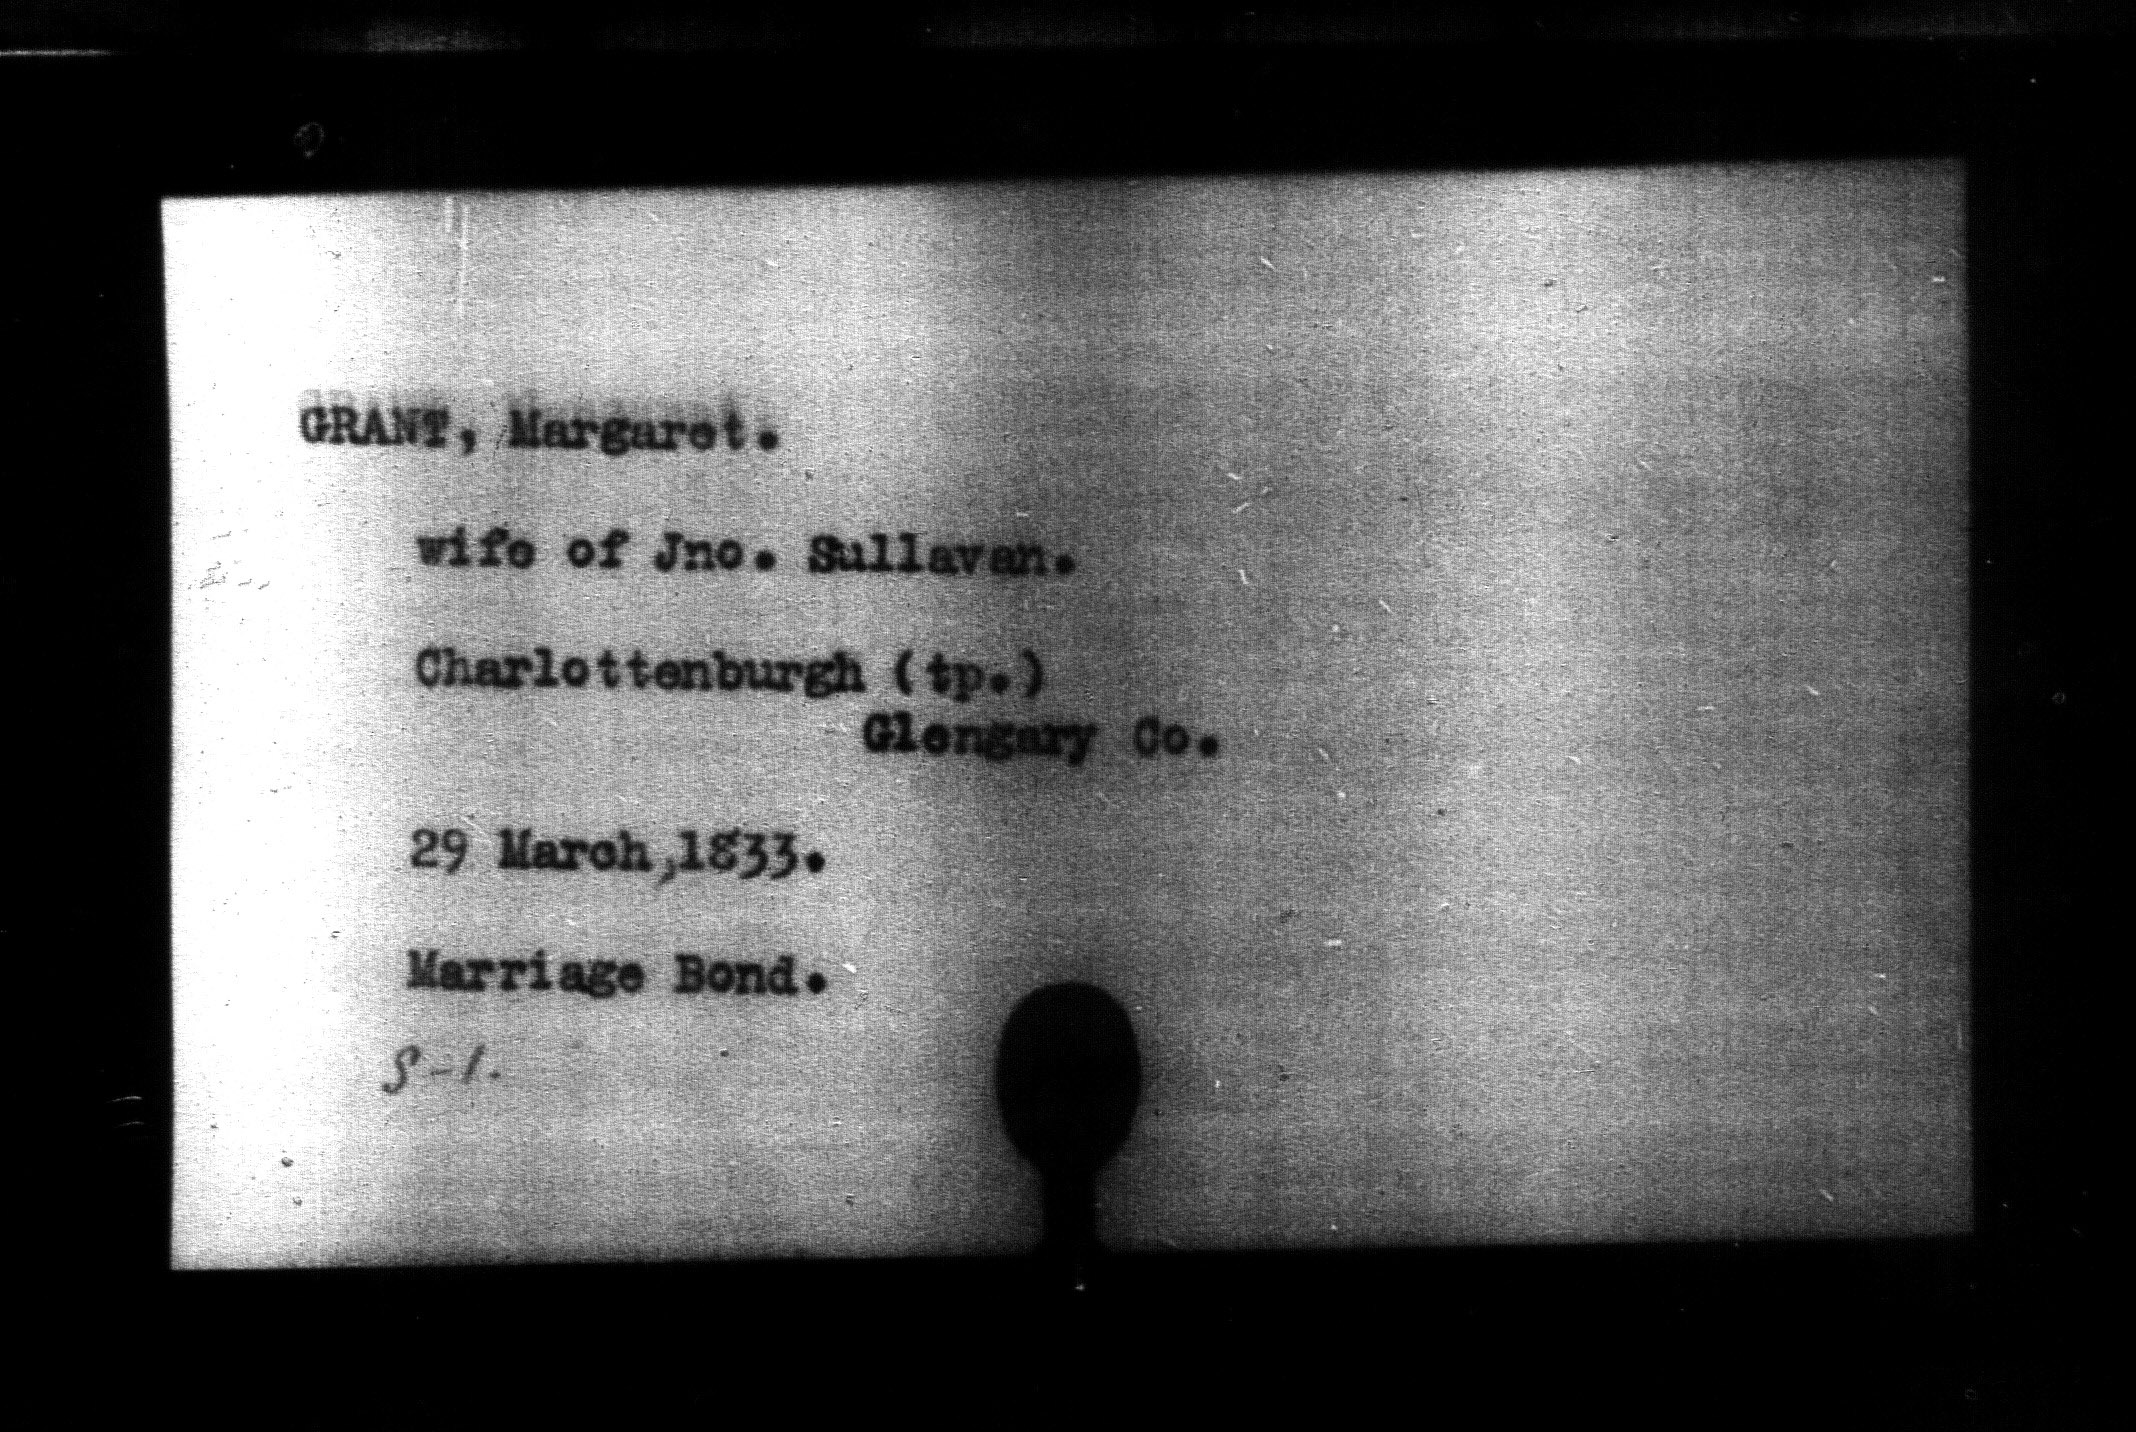 GRANT, Margaret.
wife of Jno. Sullavan.
Charlottenburgh (tp.)
Glengary Co.
29 March,1833.
Marriage Bond.
S-1.